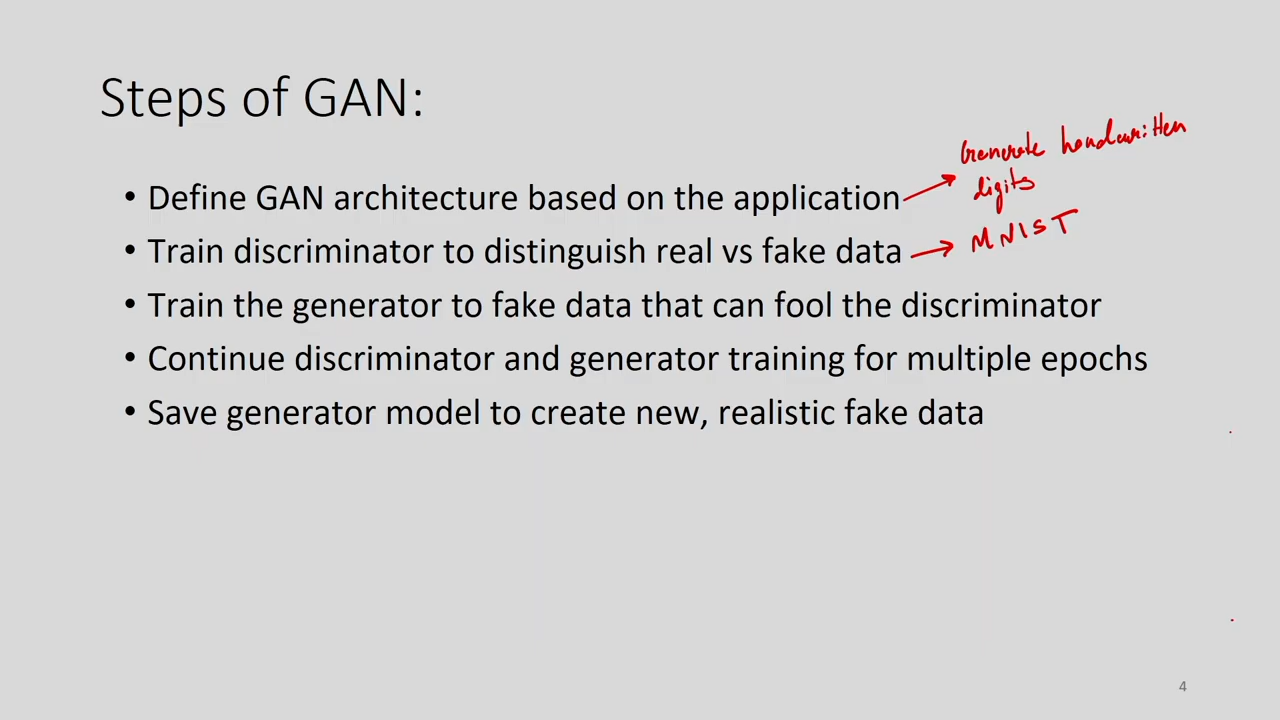 Steps of GAN:
Generate handwritten
digits
• Define GAN architecture based on the application
MNIST
• Train discriminator to distinguish real vs fake data
• Train the generator to fake data that can fool the discriminator
• Continue discriminator and generator training for multiple epochs
• Save generator model to create new, realistic fake data
4